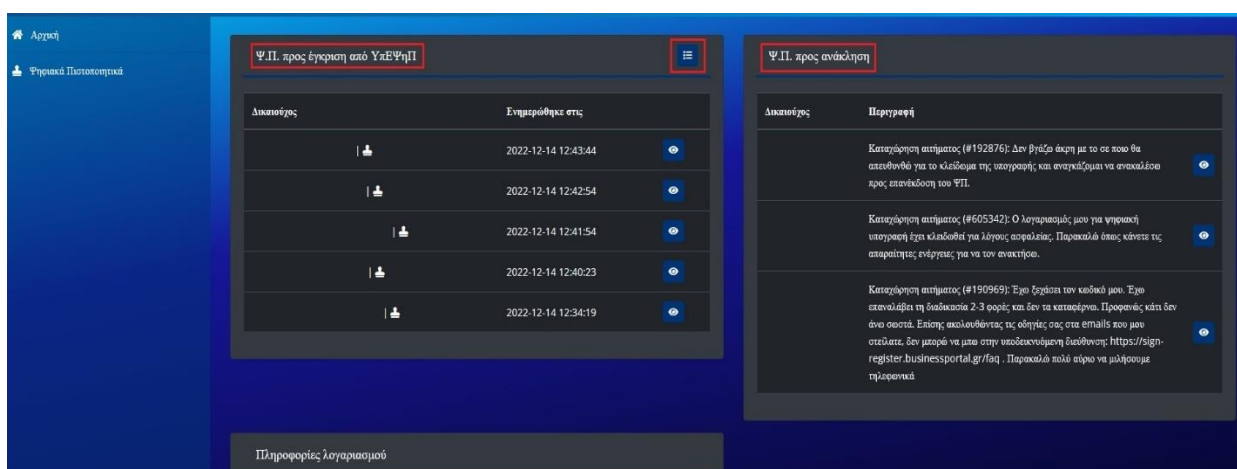 Αρχική
Ψηφιακά Πιστοποιητικά
Ψ.Π. προς έγκριση από ΥπΕΨηΠ
Δικαιούχος Ενημερώθηκε στις
| 2022-12-14 12:43:44
| 2022-12-14 12:42:54
| 2022-12-14 12:41:54
| 2022-12-14 12:40:23
| 2022-12-14 12:34:19
Ψ.Π. προς ανάκληση
Δικαιούχος Περιγραφή
Καταχώρηση αιτήματος (#192876): Δεν βγάζω άκρη με το σε ποιο θα
απευθυνθώ για το κλείδωμα της υπογραφής και αναγκάζομαι να ανακαλέσω
προς επανέκδοση του ΨΠ.
Καταχώρηση αιτήματος (#605342): Ο λογαριασμός μου για ψηφιακή
υπογραφή έχει κλειδωθεί για λόγους ασφαλείας. Παρακαλώ όπως κάνετε τις
απαραίτητες ενέργειες για να τον ανακτήσω.
Καταχώρηση αιτήματος (#190969): Έχω ξεχάσει τον κωδικό μου. Έχω
επαναλάβει τη διαδικασία 2-3 φορές και δεν τα καταφέρνω. Προφανώς κάτι δεν
άνω σωστά. Επίσης ακολουθώντας τις οδηγίες σας στα emails που μου
στείλατε, δεν μπορώ να μπω στην υποδεικνυόμενη διεύθυνση: https://sign-
register.businessportal.gr/faq . Παρακαλώ πολύ αύριο να μιλήσουμε
τηλεφωνικά
Πληροφορίες λογαριασμού